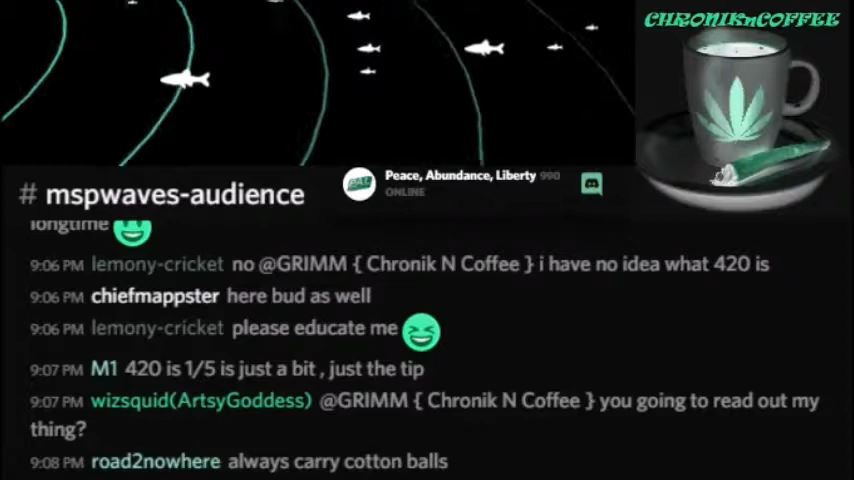 CHRONIKnCOFFEE
Peace, Abundance, Liberty 990
ONLINE
# mspwaves-audience
longtime
9:06 PM lemony-cricket no @GRIMM { Chronik N Coffee } i have no idea what 420 is
9:06 PM chiefmappster here bud as well
9:06 PM lemony-cricket please educate me
9:07 PM M1 420 is 1/5 is just a bit , just the tip
9:07 PM wizsquid(ArtsyGoddess) @GRIMM { Chronik N Coffee } you going to read out my
thing?
9:08 PM road2nowhere always carry cotton balls